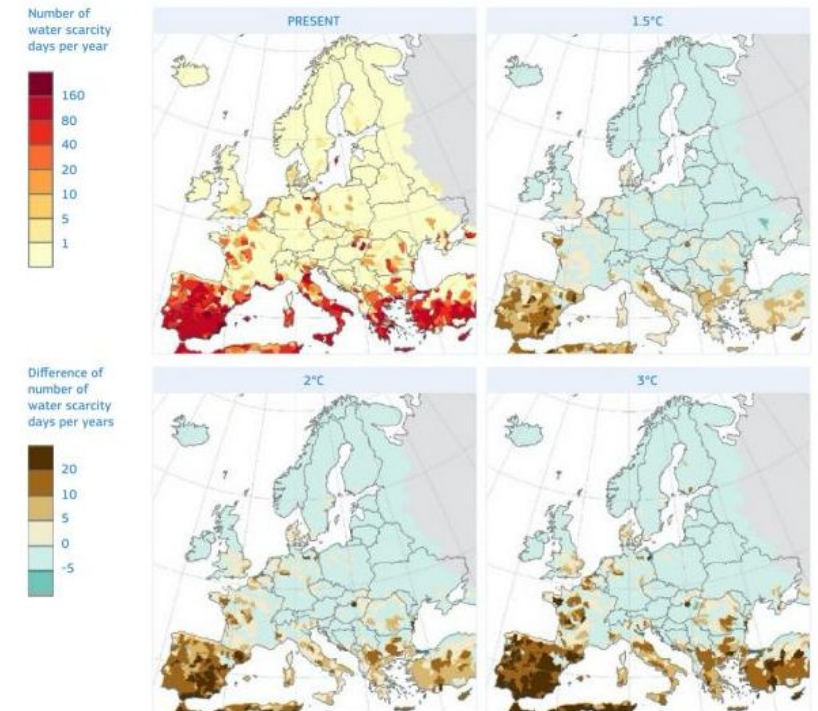 Number of
water scarcity
days per year
160
80
40
20
10
5
1
PRESENT
1.5°C
Difference of
number of
water scarcity
days per years
20
10
5
0
-5
2°C
3°C